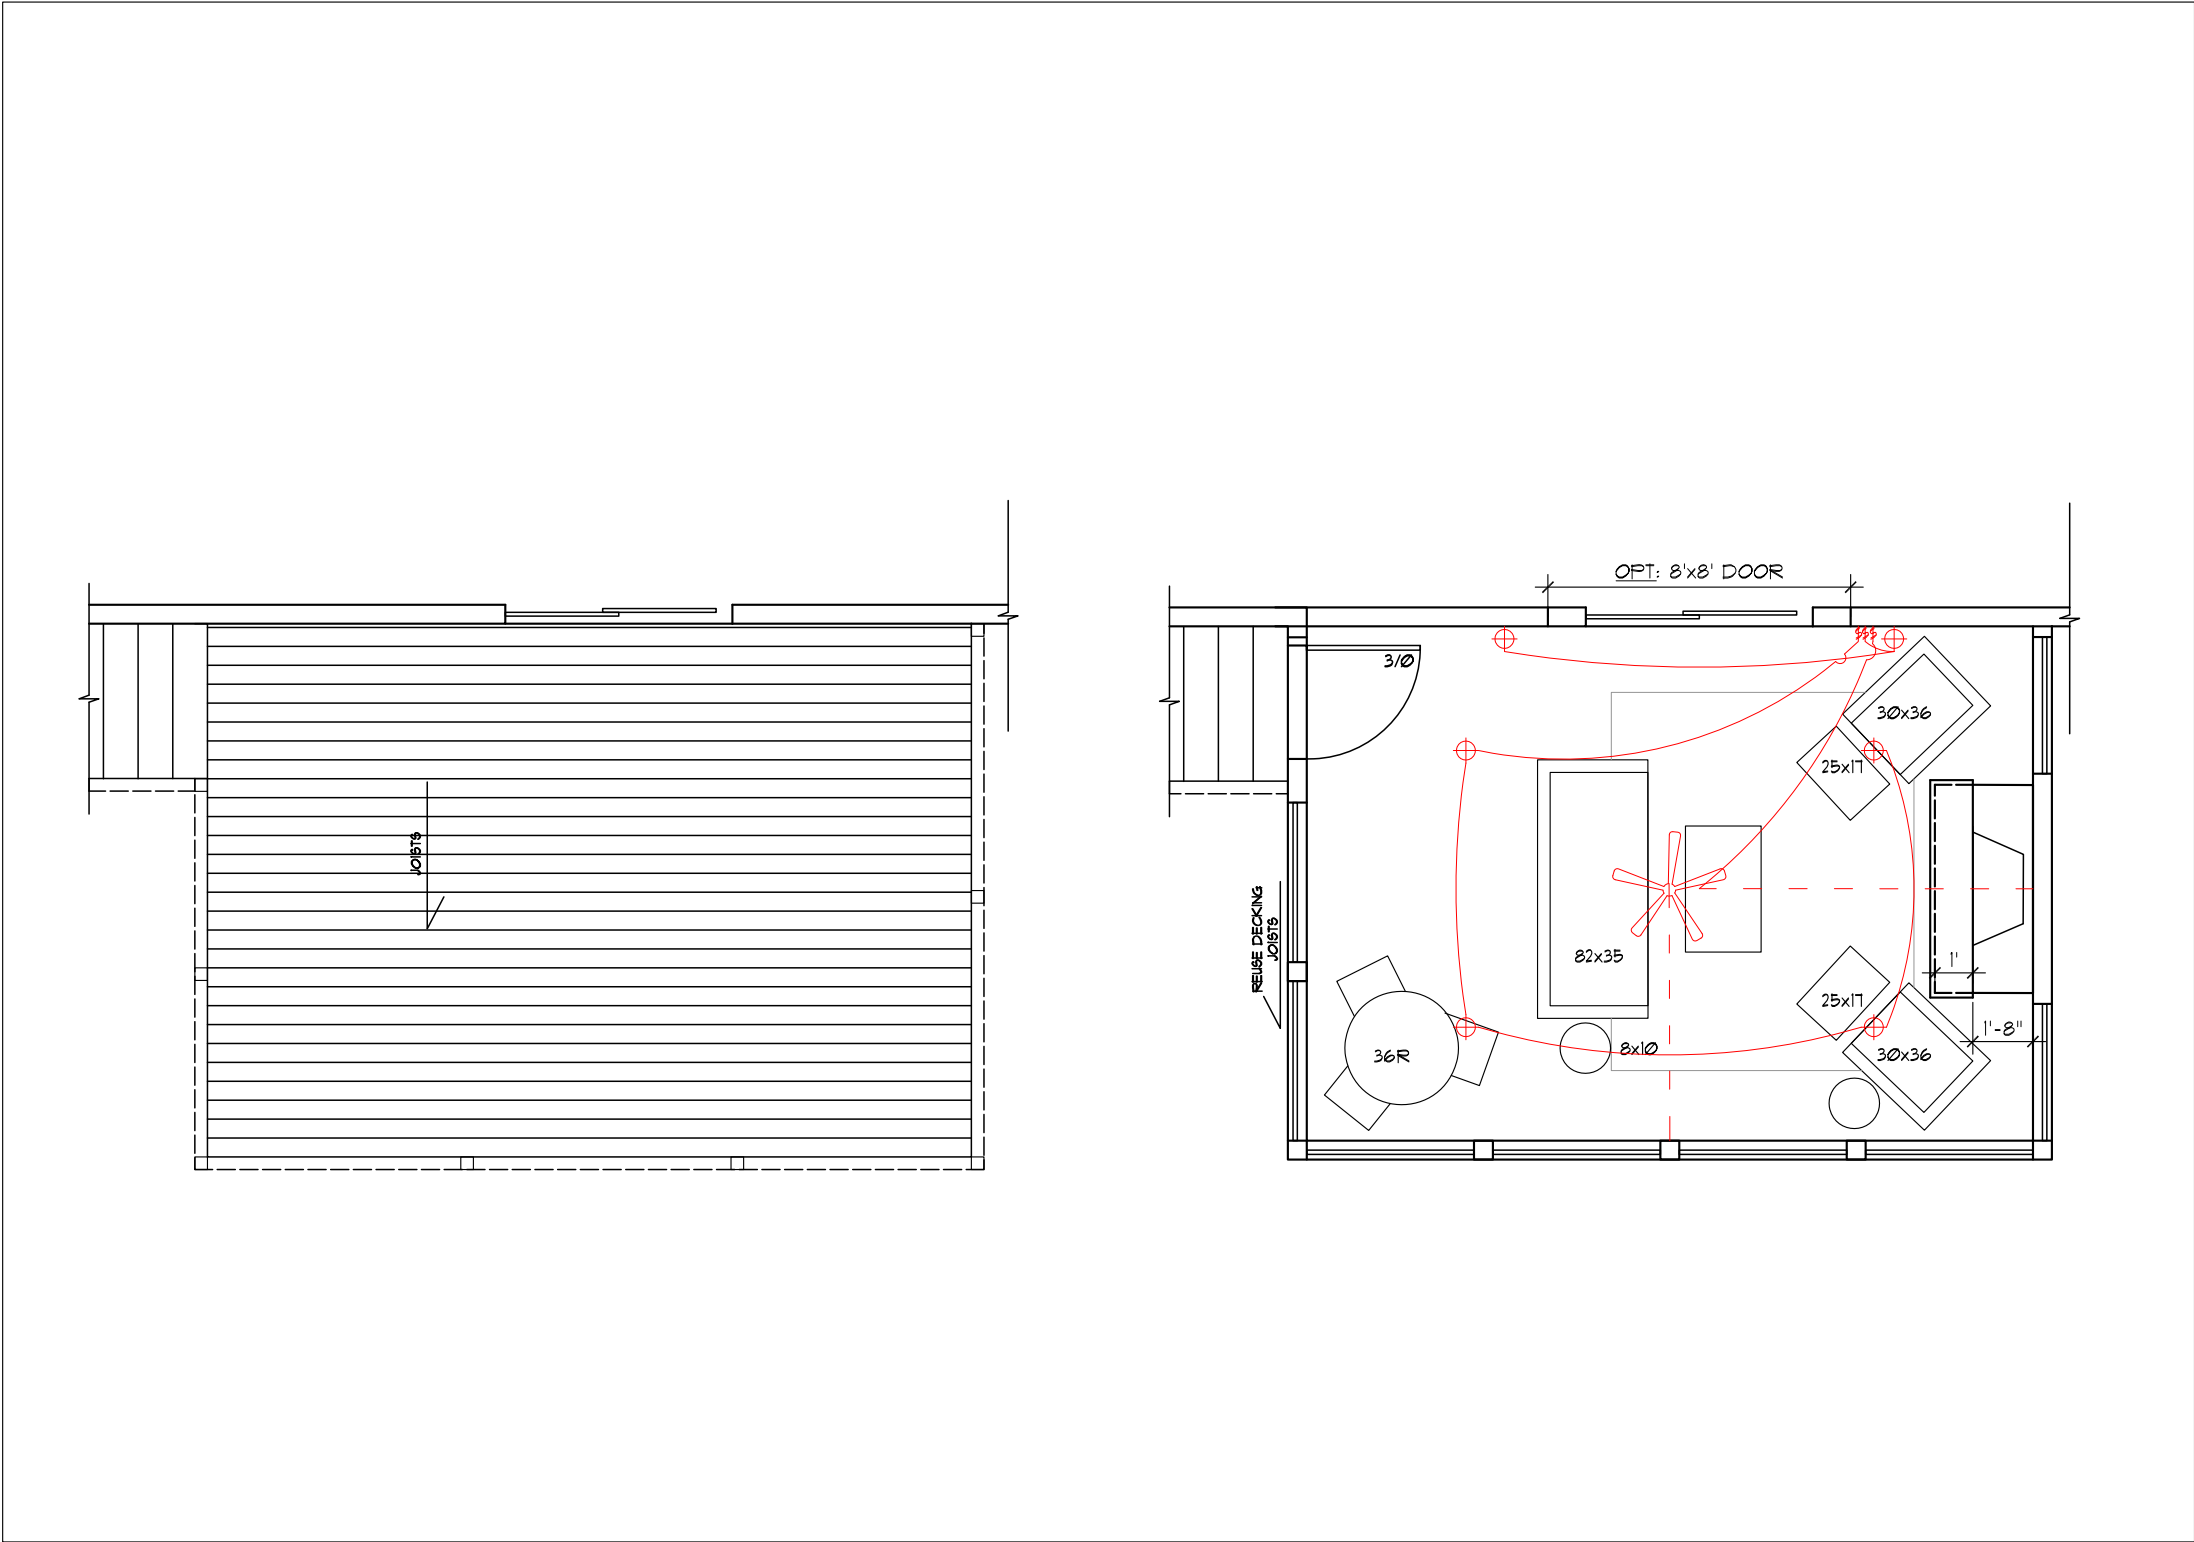 JOISTS
OPT: 8'x8' DOOR
$$$
3/Ø
30x36
25x17
REUSE DECKING
JOISTS
82x35
1'
25x17
1'-8"
36R
8x10
30x36